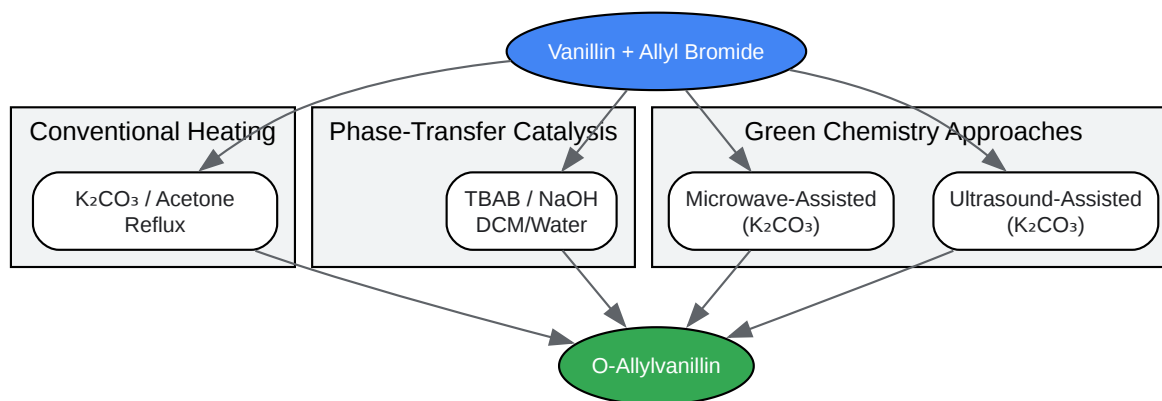 Vanillin + Allyl Bromide
Conventional Heating
Phase-Transfer Catalysis
Green Chemistry Approaches
K₂CO₃ / Acetone
Reflux
TBAB / NaOH
DCM/Water
Microwave-Assisted
(K₂CO₃)
Ultrasound-Assisted
(K₂CO₃)
O-Allylvanillin